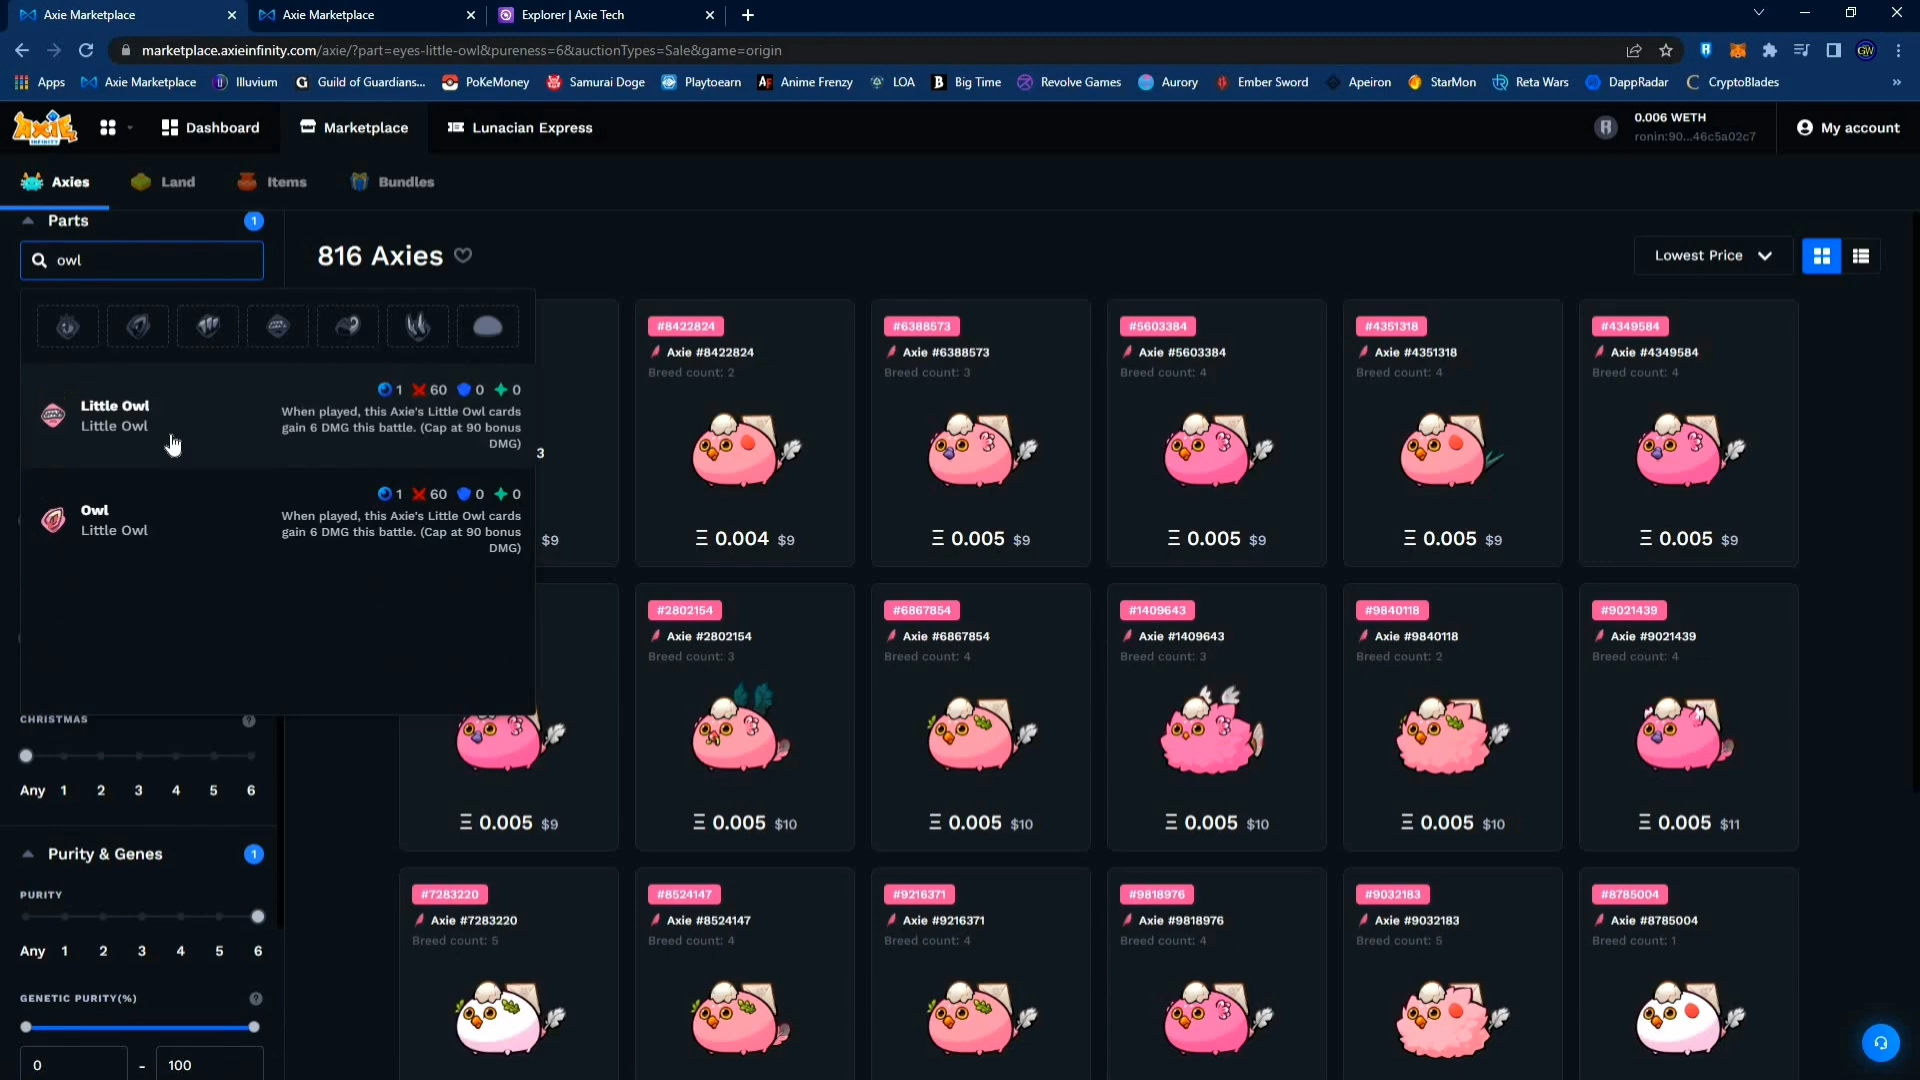 Axie Marketplace
Axie Marketplace
Explorer | Axie Tech
marketplace.axieinfinity.com/axie/?part=eyes-little-owl&pureness=6&auctionTypes=Sale&game=origin
GW
Apps
Axie Marketplace
Illuvium
Guild of Guardians...
PoKeMoney
Samurai Doge
Playtoearn
Anime Frenzy
LOA
Big Time
Revolve Games
Aurory
Ember Sword
Apeiron
StarMon
Reta Wars
DappRadar
CryptoBlades
»
AXIE
INFINITY
Dashboard
Marketplace
Lunacian Express
0.006 WETH
ronin:90...46c5a02c7
My account
Axies
Land
Items
Bundles
Parts
1
owl
816 Axies
Lowest Price
Little Owl
Little Owl
1 60 0 0
When played, this Axie's Little Owl cards
gain 6 DMG this battle. (Cap at 90 bonus
DMG)
Owl
Little Owl
1 60 0 0
When played, this Axie's Little Owl cards
gain 6 DMG this battle. (Cap at 90 bonus
DMG)
3
$9
#8422824
Axie #8422824
Breed count: 2
Ξ 0.004 $9
#6388573
Axie #6388573
Breed count: 3
Ξ 0.005 $9
#5603384
Axie #5603384
Breed count: 4
Ξ 0.005 $9
#4351318
Axie #4351318
Breed count: 4
Ξ 0.005 $9
#4349584
Axie #4349584
Breed count: 4
Ξ 0.005 $9
Ξ 0.005 $9
#2802154
Axie #2802154
Breed count: 3
Ξ 0.005 $10
#6867854
Axie #6867854
Breed count: 4
Ξ 0.005 $10
#1409643
Axie #1409643
Breed count: 3
Ξ 0.005 $10
#9840118
Axie #9840118
Breed count: 2
Ξ 0.005 $10
#9021439
Axie #9021439
Breed count: 4
Ξ 0.005 $11
#7283220
Axie #7283220
Breed count: 5
#8524147
Axie #8524147
Breed count: 4
#9216371
Axie #9216371
Breed count: 4
#9818976
Axie #9818976
Breed count: 4
#9032183
Axie #9032183
Breed count: 5
#8785004
Axie #8785004
Breed count: 1
CHRISTMAS
?
Any 1 2 3 4 5 6
Purity & Genes
1
PURITY
Any 1 2 3 4 5 6
GENETIC PURITY(%)
?
0 - 100